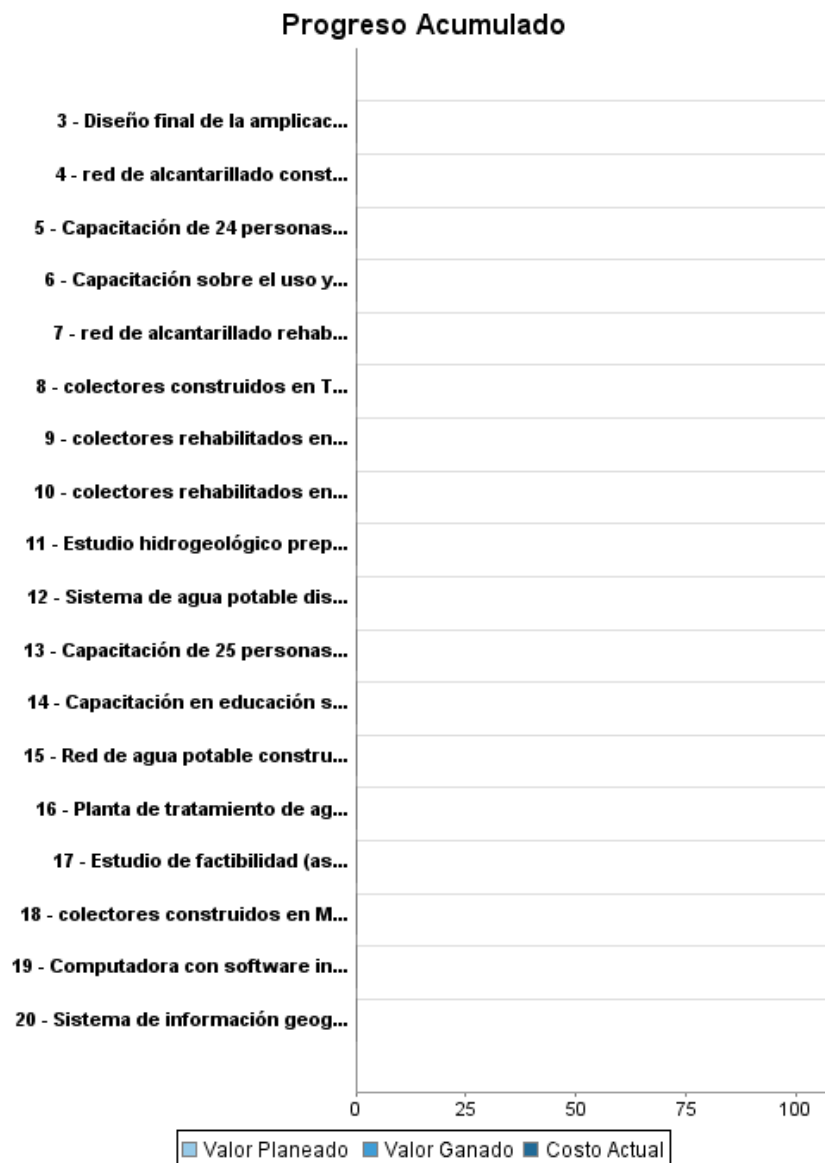 Progreso Acumulado
3 - Diseño final de la amplicac...
4 - red de alcantarillado const...
5 - Capacitación de 24 personas...
6 - Capacitación sobre el uso y...
7 - red de alcantarillado rehab...
8 - colectores construidos en T...
9 - colectores rehabilitados en...
10 - colectores rehabilitados en...
11 - Estudio hidrogeológico prep...
12 - Sistema de agua potable dis...
13 - Capacitación de 25 personas...
14 - Capacitación en educación s...
15 - Red de agua potable constru...
16 - Planta de tratamiento de ag...
17 - Estudio de factibilidad (as...
18 - colectores construidos en M...
19 - Computadora con software in...
20 - Sistema de información geog...
0 25 50 75 100
Valor Planeado Valor Ganado Costo Actual